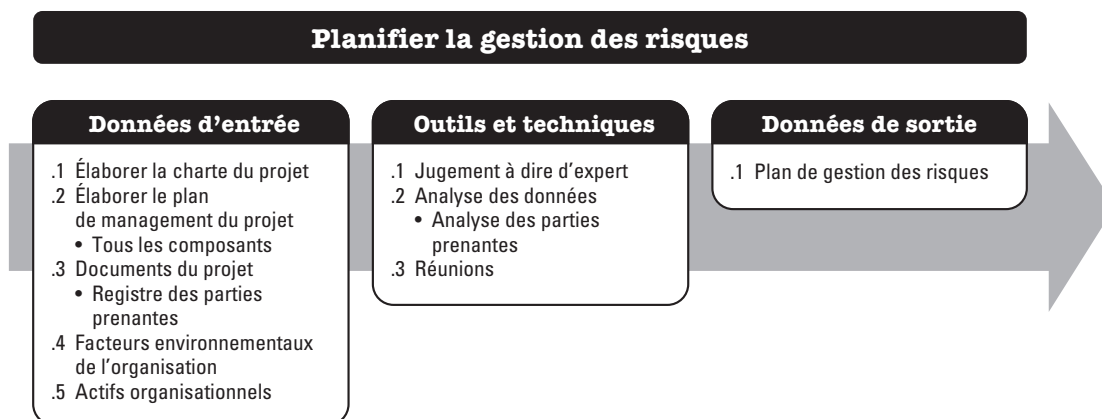 Planifier la gestion des risques
Données d'entrée
.1 Élaborer la charte du projet
.2 Élaborer le plan
de management du projet
• Tous les composants
.3 Documents du projet
• Registre des parties
prenantes
.4 Facteurs environnementaux
de l'organisation
.5 Actifs organisationnels
Outils et techniques
.1 Jugement à dire d'expert
.2 Analyse des données
• Analyse des parties
prenantes
.3 Réunions
Données de sortie
.1 Plan de gestion des risques